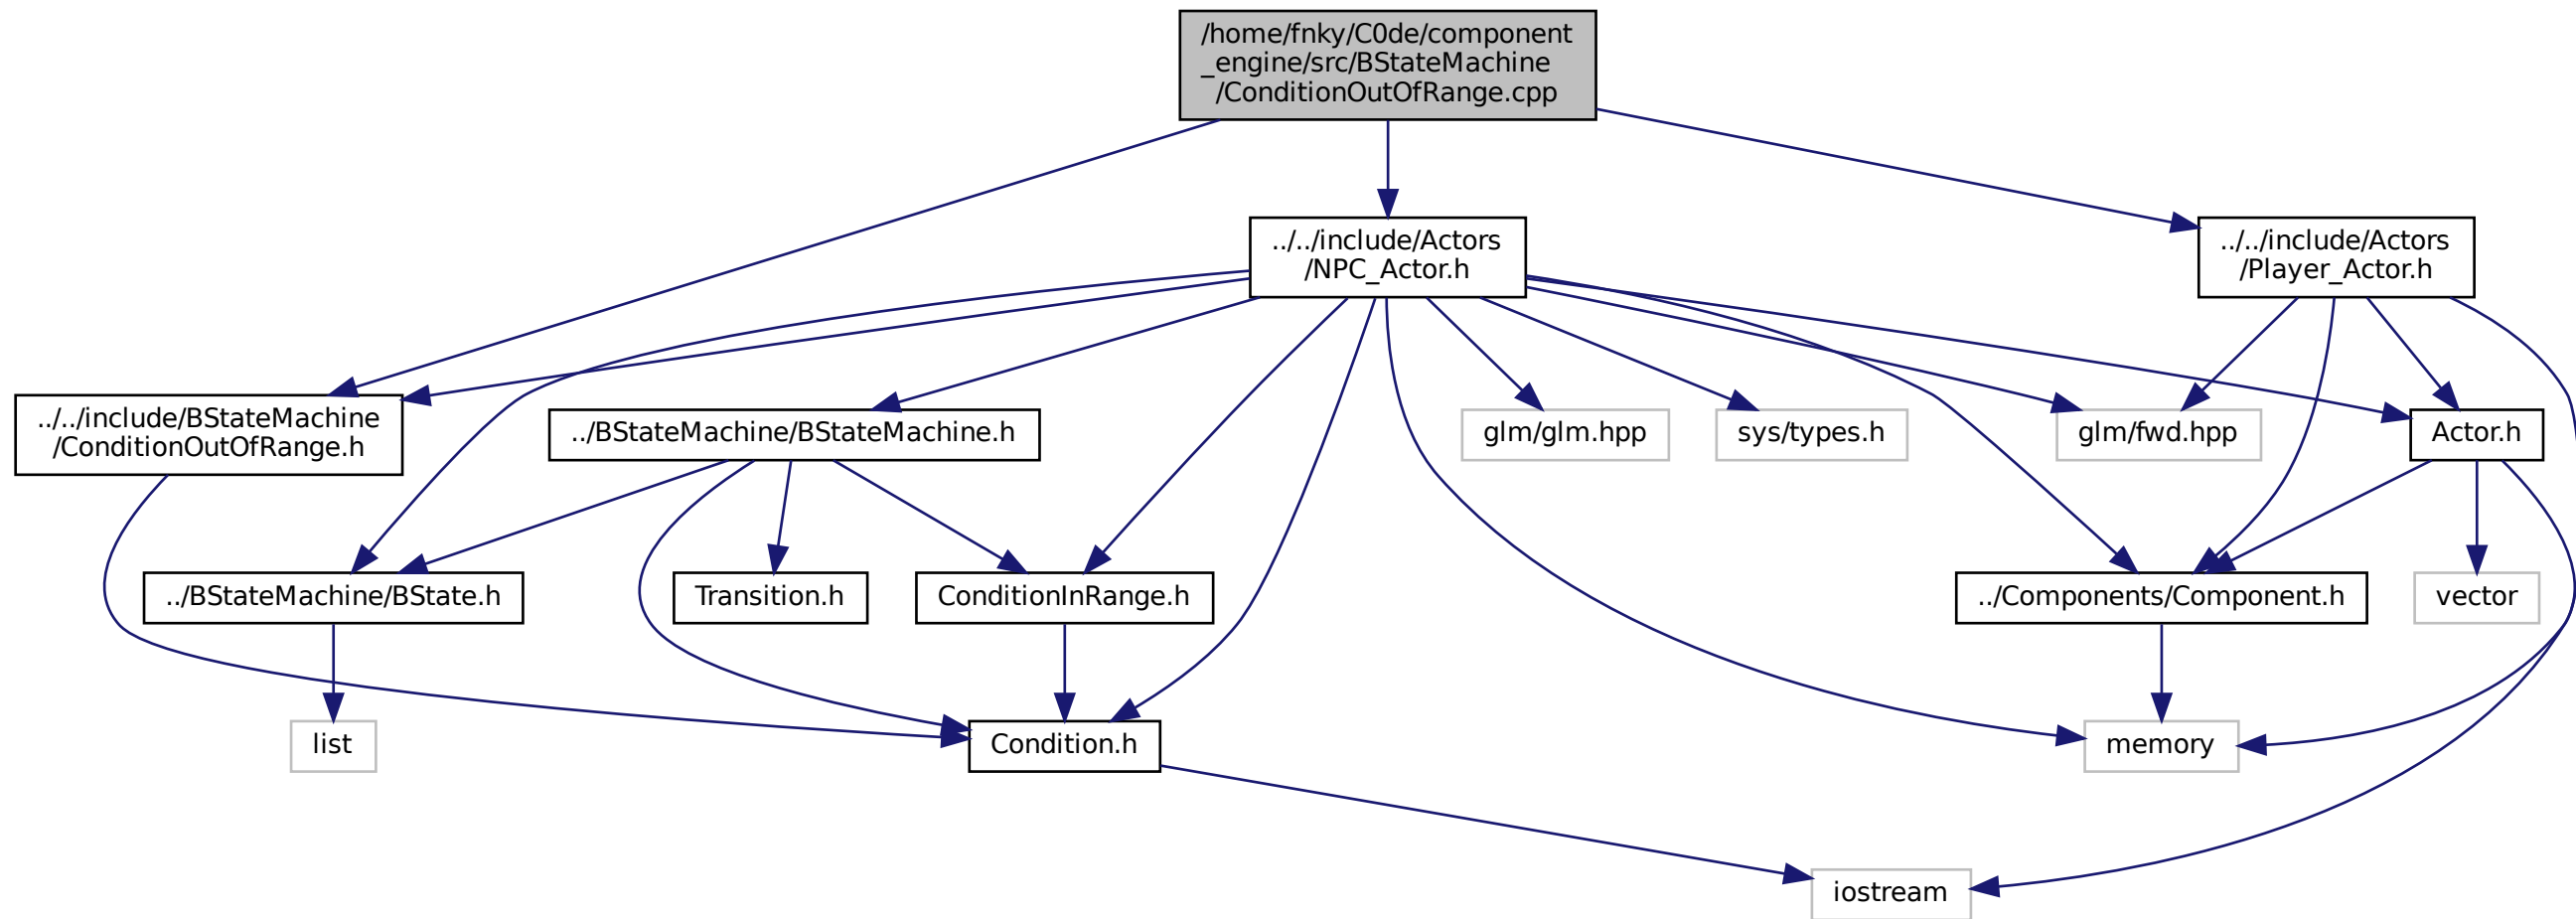 /home/fnky/C0de/component
_engine/src/BStateMachine
/ConditionOutOfRange.cpp
../../include/Actors
/NPC_Actor.h
../../include/Actors
/Player_Actor.h
../../include/BStateMachine
/ConditionOutOfRange.h
../BStateMachine/BStateMachine.h
glm/glm.hpp
sys/types.h
glm/fwd.hpp
Actor.h
../BStateMachine/BState.h
Transition.h
ConditionInRange.h
../Components/Component.h
vector
list
Condition.h
memory
iostream